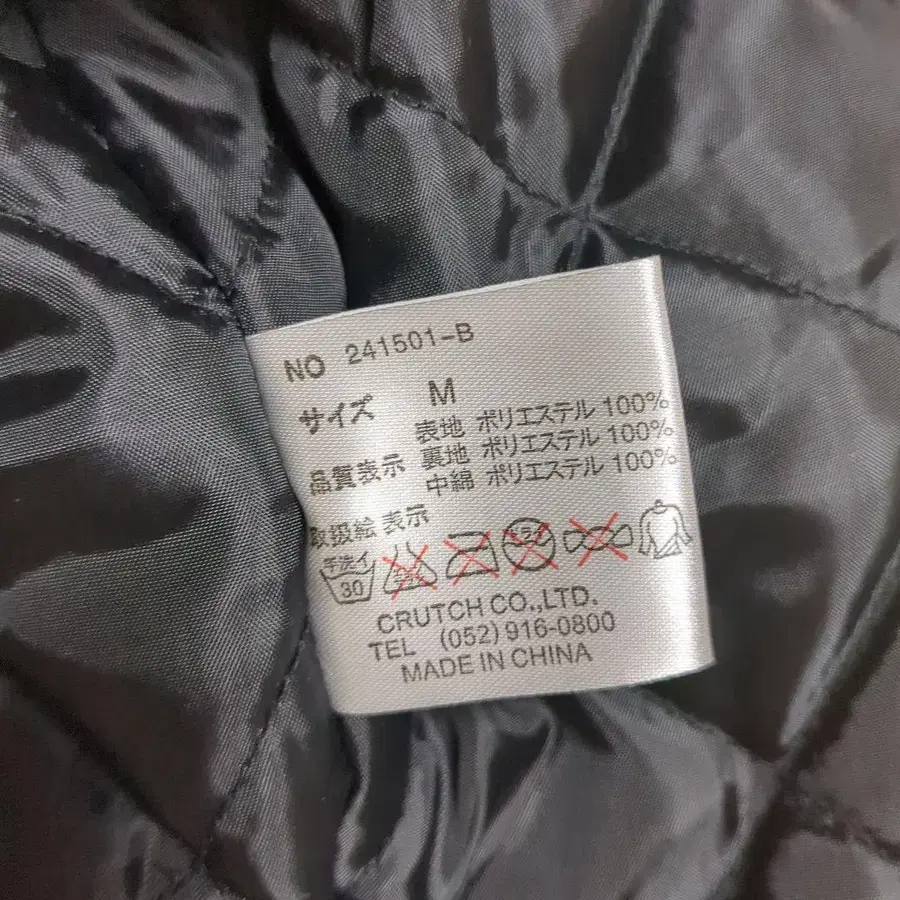 NO 241501-B
サイズ M
品質表示 表地 ポリエステル 100%
裏地 ポリエステル 100%
中綿 ポリエステル 100%
取扱絵表示
手洗イ 30
CRUTCH CO.,LTD.
TEL (052) 916-0800
MADE IN CHINA